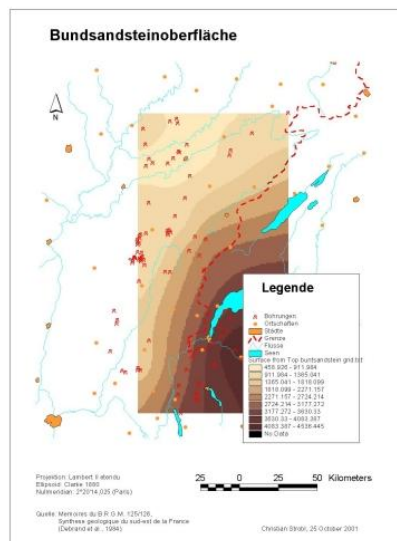 Bundsandsteinoberfläche
N
Legende
Bohrungen
Ortschaften
Städte
Grenze
Flüsse
Seen
Surface from Top buntsandstein grid.txt
458.926 - 911.984
911.984 - 1365.041
1365.041 - 1818.099
1818.099 - 2271.157
2271.157 - 2724.214
2724.214 - 3177.272
3177.272 - 3630.33
3630.33 - 4083.387
4083.387 - 4536.445
No Data
25 0 25 50 Kilometers
Projektion: Lambert II etendu
Ellipsoid: Clarke 1880
Nullmeridian: 2°20'14,025 (Paris)
Quelle: Memoires du B.R.G.M. 125/126,
Synthese geologique du sud-est de la France
(Debrand et al., 1984)
Christian Strobl, 25 October 2001